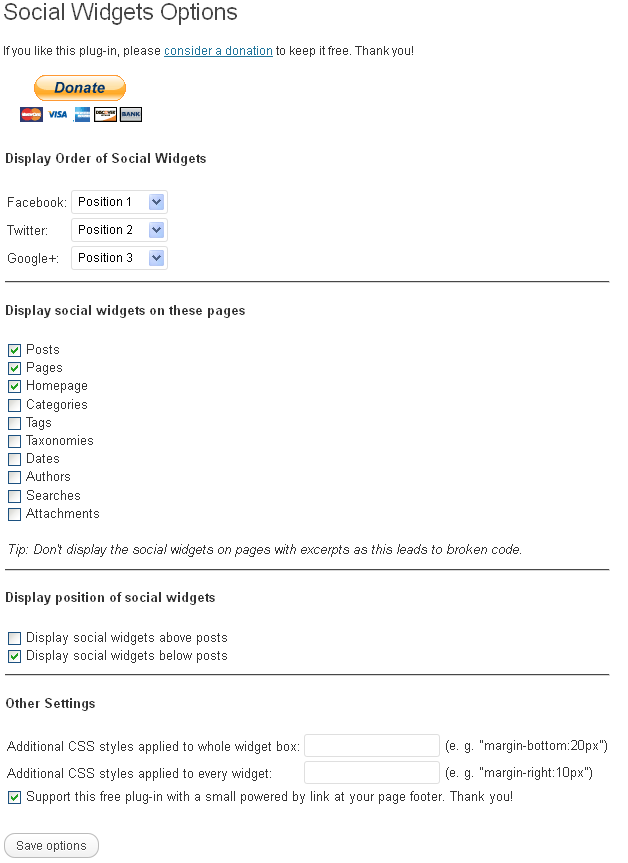 Social Widgets Options
If you like this plug-in, please consider a donation to keep it free. Thank you!
Donate
MasterCard VISA DISCOVER BANK
Display Order of Social Widgets
Facebook: Position 1
Twitter: Position 2
Google+: Position 3
Display social widgets on these pages
Posts
Pages
Homepage
Categories
Tags
Taxonomies
Dates
Authors
Searches
Attachments
Tip: Don't display the social widgets on pages with excerpts as this leads to broken code.
Display position of social widgets
Display social widgets above posts
Display social widgets below posts
Other Settings
Additional CSS styles applied to whole widget box: (e. g. "margin-bottom:20px")
Additional CSS styles applied to every widget: (e. g. "margin-right:10px")
Support this free plug-in with a small powered by link at your page footer. Thank you!
Save options